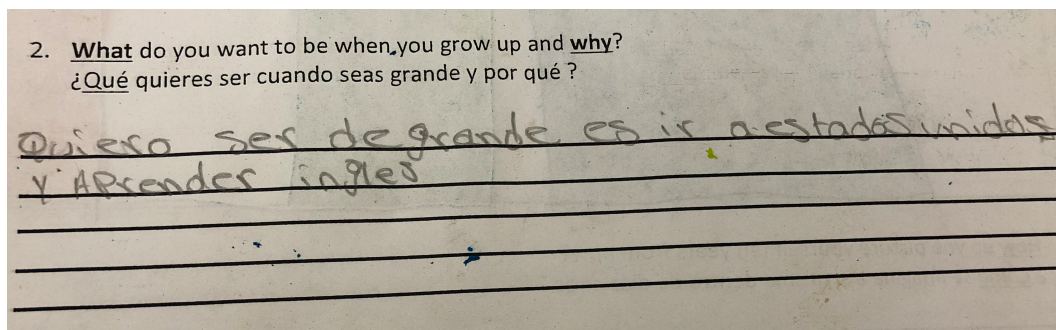 2. What do you want to be when you grow up and why?
¿Qué quieres ser cuando seas grande y por qué ?
Quiero ser de grande es ir a estados unidos
Y Aprender ingles